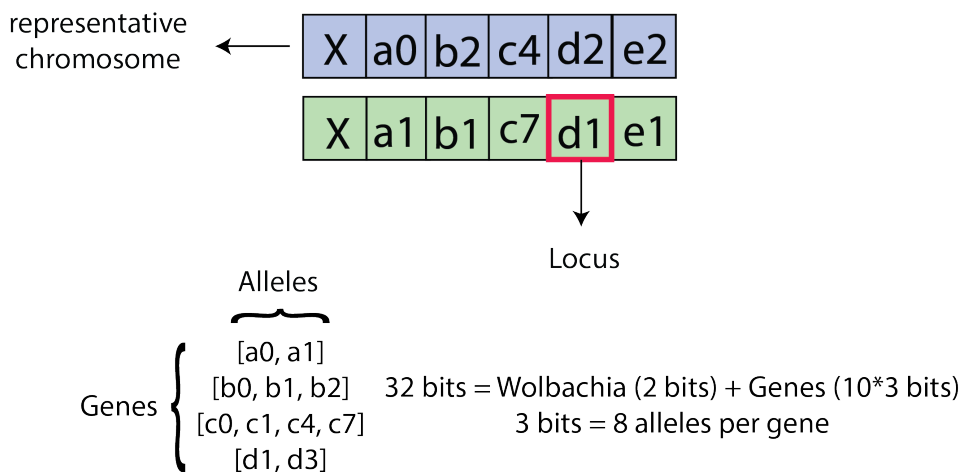 representative
chromosome
X a0 b2 c4 d2 e2
X a1 b1 c7 d1 e1
Locus
Alleles
Genes
[a0, a1]
[b0, b1, b2]
[c0, c1, c4, c7]
[d1, d3]
32 bits = Wolbachia (2 bits) + Genes (10*3 bits)
3 bits = 8 alleles per gene